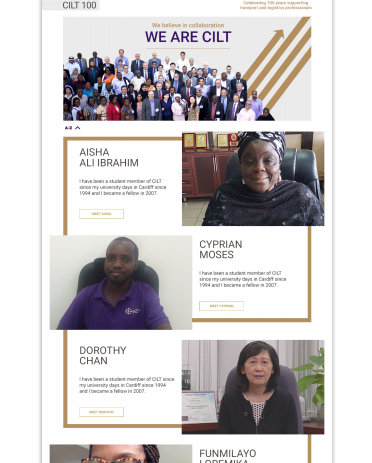 CILT 100
Celebrating 100 years supporting
transport and logistics professionals
We believe in collaboration
WE ARE CILT
A-Z
AISHA
ALI IBRAHIM
I have been a student member of CILT
since my university days in Cardiff since
1994 and I became a fellow in 2007.
MEET AISHA
CYPRIAN
MOSES
I have been a student member of CILT
since my university days in Cardiff since
1994 and I became a fellow in 2007.
MEET CYPRIAN
DOROTHY
CHAN
I have been a student member of CILT
since my university days in Cardiff since
1994 and I became a fellow in 2007.
MEET DOROTHY
FUNMILAYO